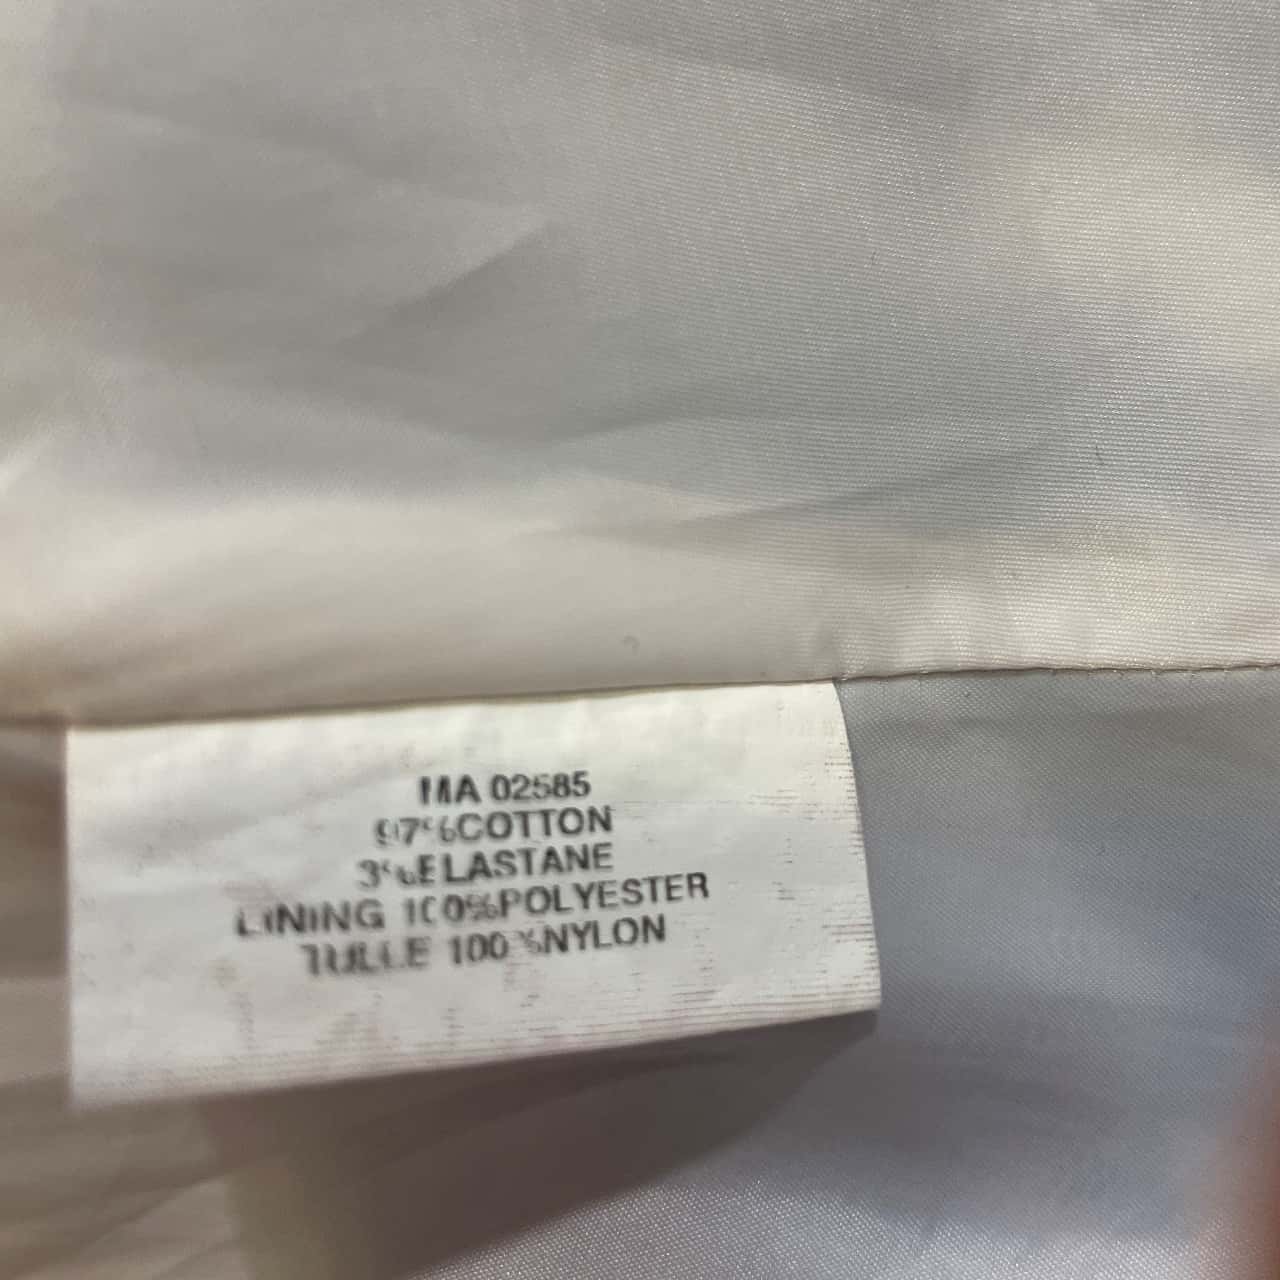 MA 02585
97%COTTON
3%ELASTANE
LINING 100%POLYESTER
TULLE 100%NYLON